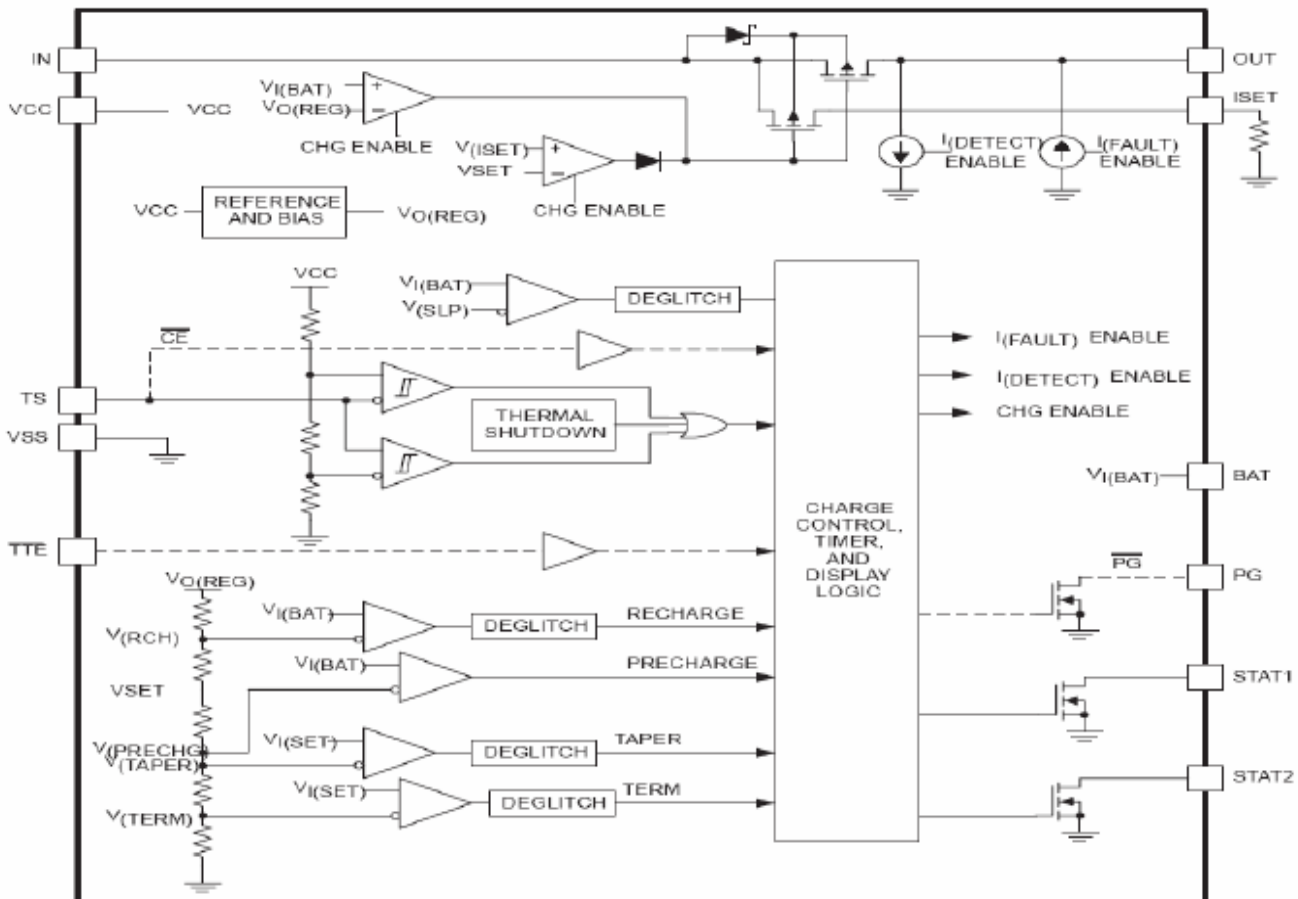 IN
OUT
VCC
VCC
VI(BAT)
+
VO(REG)
−
CHG ENABLE
ISET
V(ISET)
+
VSET
−
CHG ENABLE
I(DETECT)
ENABLE
I(FAULT)
ENABLE
VCC
REFERENCE
AND BIAS
VO(REG)
VCC
VI(BAT)
V(SLP)
DEGLITCH
CE
TS
VSS
THERMAL
SHUTDOWN
I(FAULT) ENABLE
I(DETECT) ENABLE
CHG ENABLE
VI(BAT)
BAT
CHARGE
CONTROL,
TIMER,
AND
DISPLAY
LOGIC
TTE
PG
PG
VO(REG)
V(RCH)
VI(BAT)
DEGLITCH
RECHARGE
VI(BAT)
PRECHARGE
VSET
STAT1
V(PRECHG)
V(TAPER)
VI(SET)
DEGLITCH
TAPER
VI(SET)
DEGLITCH
TERM
V(TERM)
STAT2